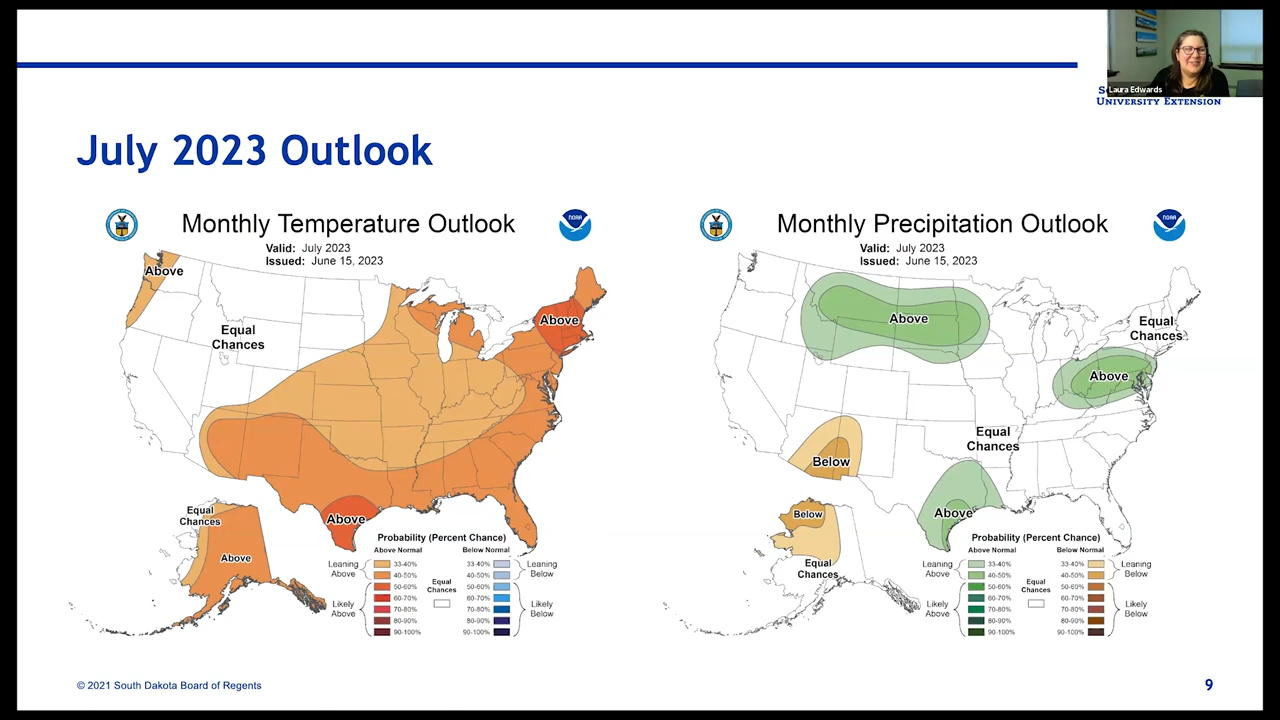 Laura Edwards
UNIVERSITY EXTENSION
July 2023 Outlook
Monthly Temperature Outlook
NOAA
Valid: July 2023
Issued: June 15, 2023
Above
Equal
Chances
Above
Above
Equal
Chances
Above
Probability (Percent Chance)
Above Normal
Below Normal
Leaning
Above
33-40%
40-50%
50-60%
60-70%
70-80%
80-90%
90-100%
Likely
Above
Equal
Chances
33-40%
40-50%
50-60%
60-70%
70-80%
80-90%
90-100%
Leaning
Below
Likely
Below
Monthly Precipitation Outlook
NOAA
Valid: July 2023
Issued: June 15, 2023
Above
Equal
Chances
Above
Equal
Chances
Below
Above
Below
Equal
Chances
Probability (Percent Chance)
Above Normal
Below Normal
Leaning
Above
33-40%
40-50%
50-60%
60-70%
70-80%
80-90%
90-100%
Likely
Above
Equal
Chances
33-40%
40-50%
50-60%
60-70%
70-80%
80-90%
90-100%
Leaning
Below
Likely
Below
© 2021 South Dakota Board of Regents
9